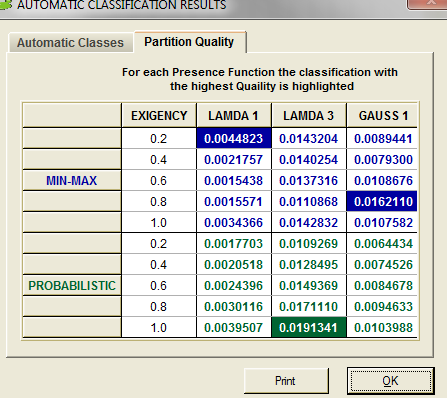 AUTOMATIC CLASSIFICATION RESULTS
Automatic Classes Partition Quality
For each Presence Function the classification with
the highest Quaility is highlighted
EXIGENCY LAMDA 1 LAMDA 3 GAUSS 1
0.2 0.0044823 0.0143204 0.0089441
0.4 0.0021757 0.0140254 0.0079300
MIN-MAX 0.6 0.0015438 0.0137316 0.0108676
0.8 0.0015571 0.0110868 0.0162110
1.0 0.0034366 0.0142832 0.0107582
0.2 0.0017703 0.0109269 0.0064434
0.4 0.0020518 0.0128495 0.0074526
PROBABILISTIC 0.6 0.0024396 0.0149369 0.0084678
0.8 0.0030116 0.0171110 0.0094633
1.0 0.0039507 0.0191341 0.0103988
Print OK